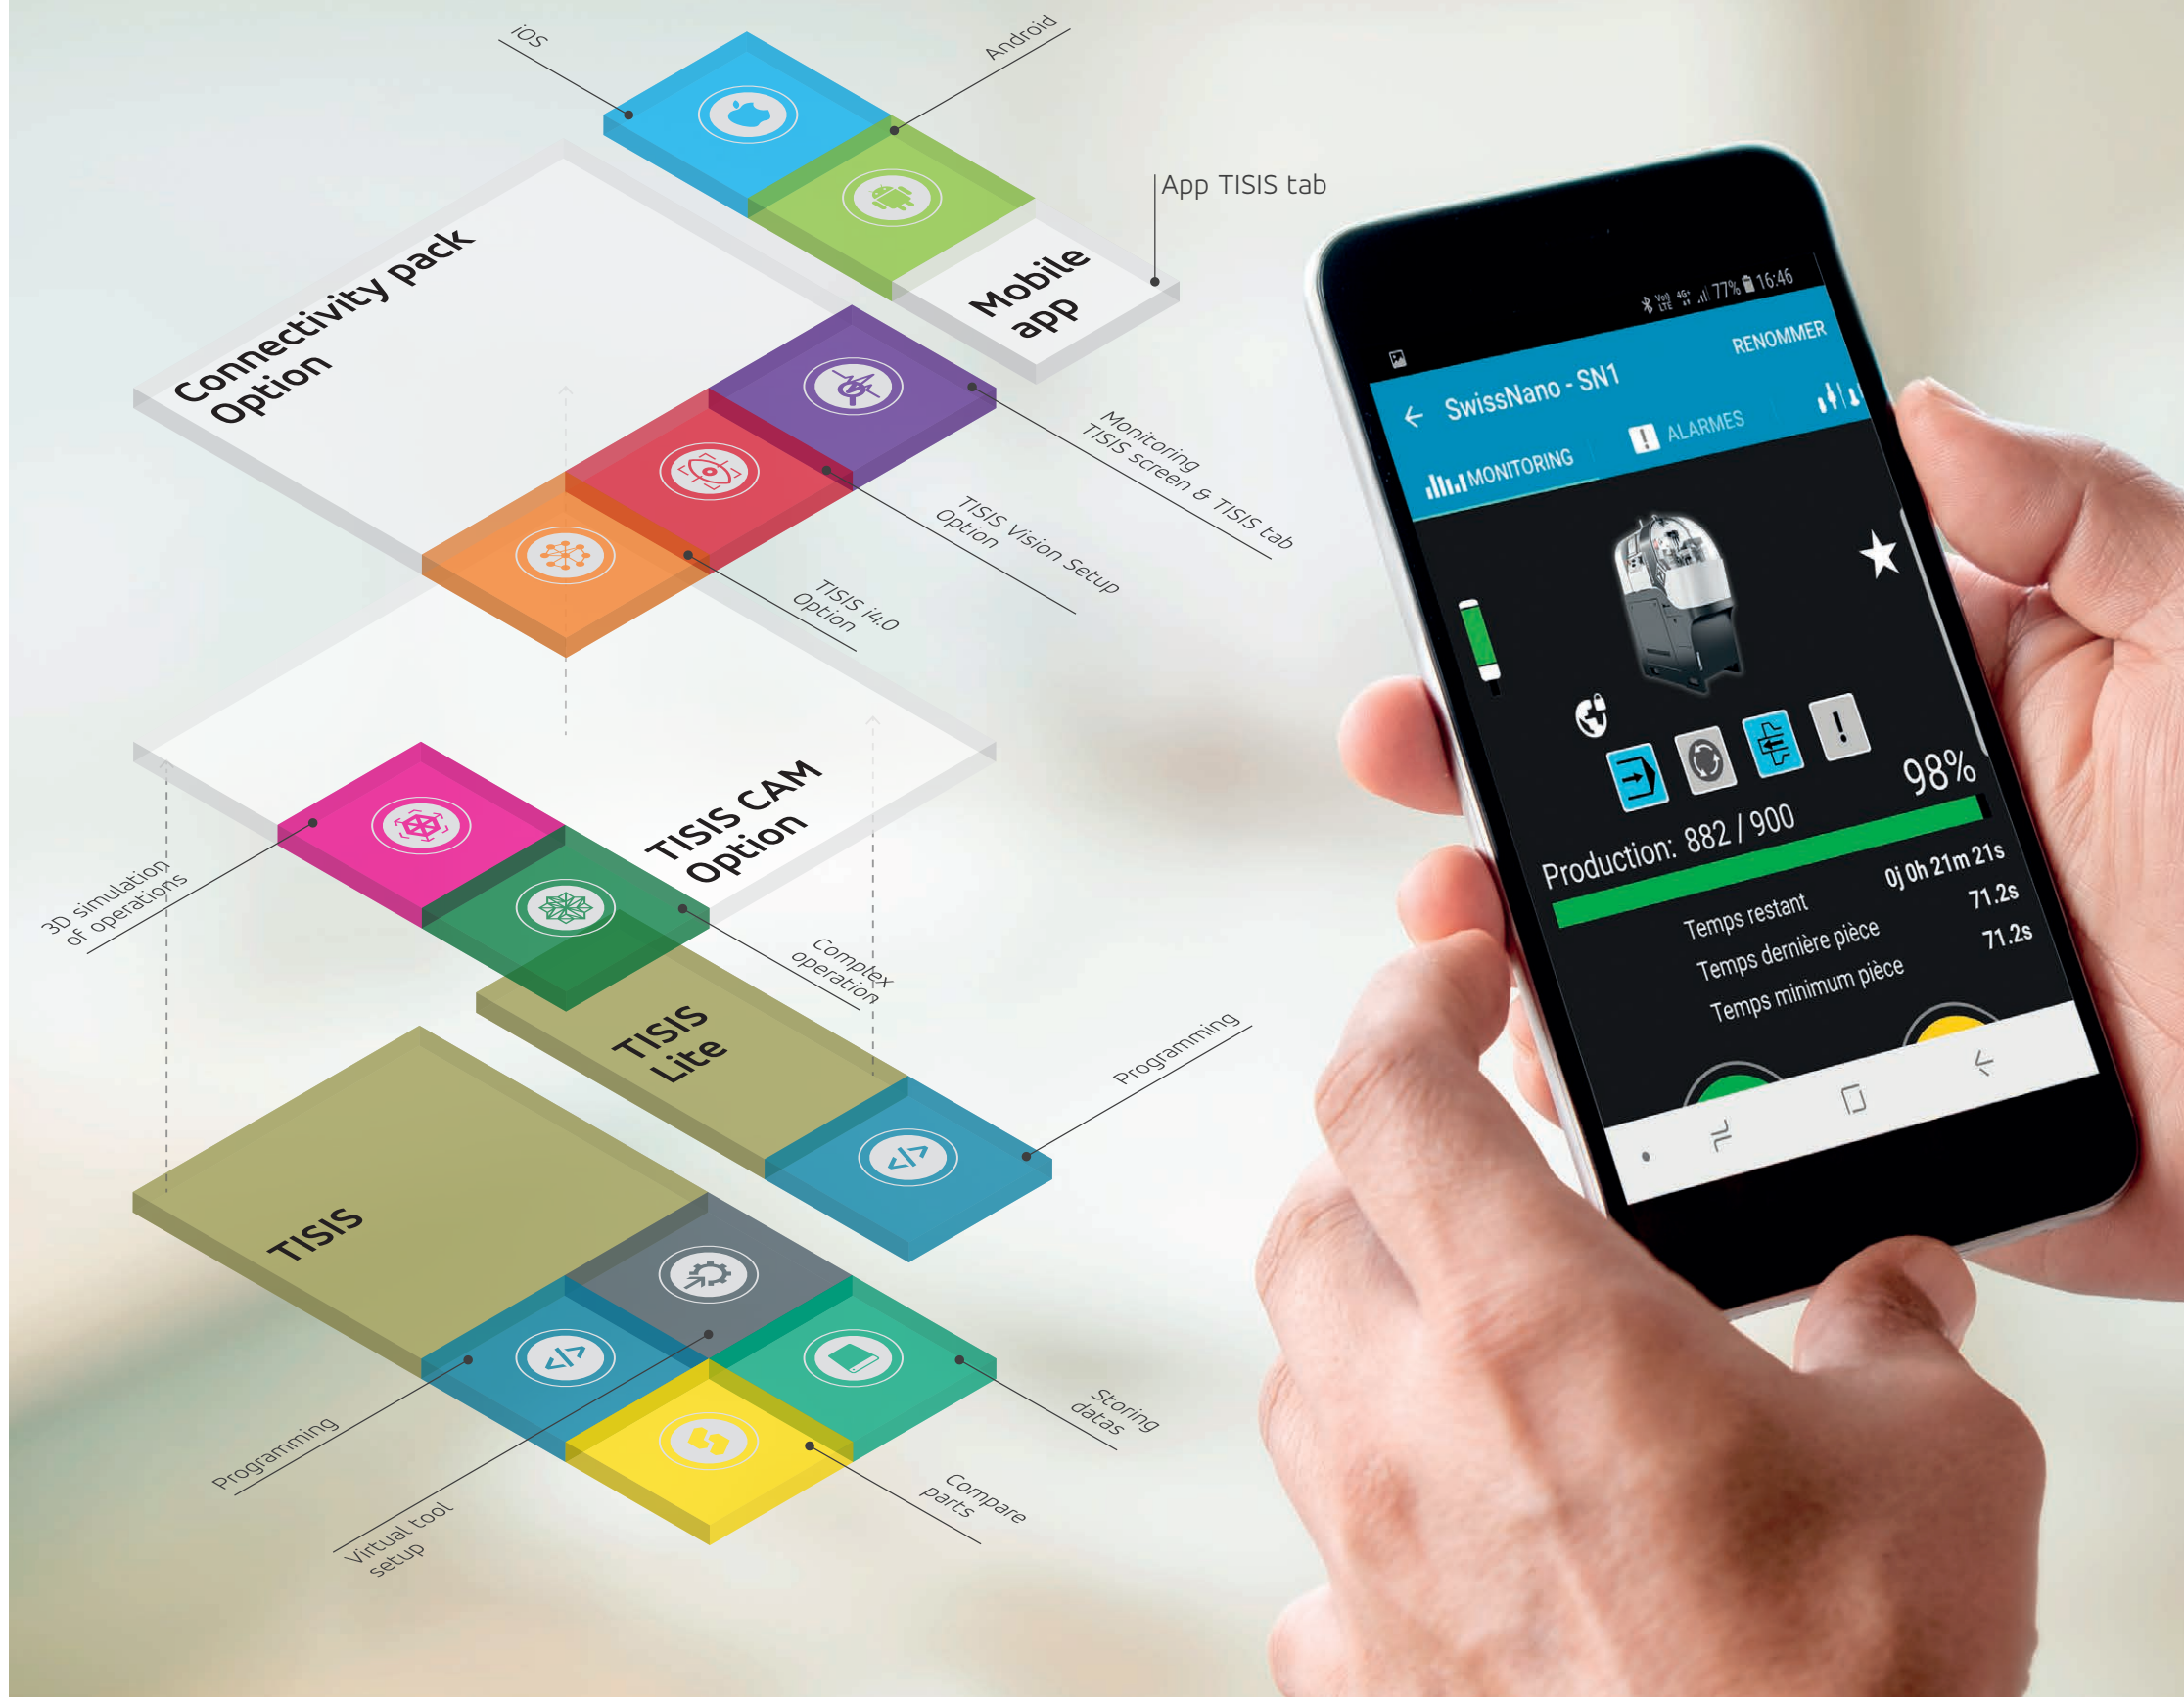 iOS
Android
App TISIS tab
Mobile
app
Connectivity pack
Option
Monitoring
TISIS screen & TISIS tab
TISIS Vision Setup
Option
TISIS i4.0
Option
TISIS CAM
Option
3D simulation
of operations
Complex
operation
TISIS
Lite
Programming
TISIS
Programming
Virtual tool
setup
Storing
datas
Compare
parts
Vo))
LTE
4G+
77%
16:46
SwissNano - SN1
RENOMMER
MONITORING
! ALARMES
!
98%
Production: 882 / 900
Temps restant 0j 0h 21m 21s
Temps dernière pièce 71.2s
Temps minimum pièce 71.2s